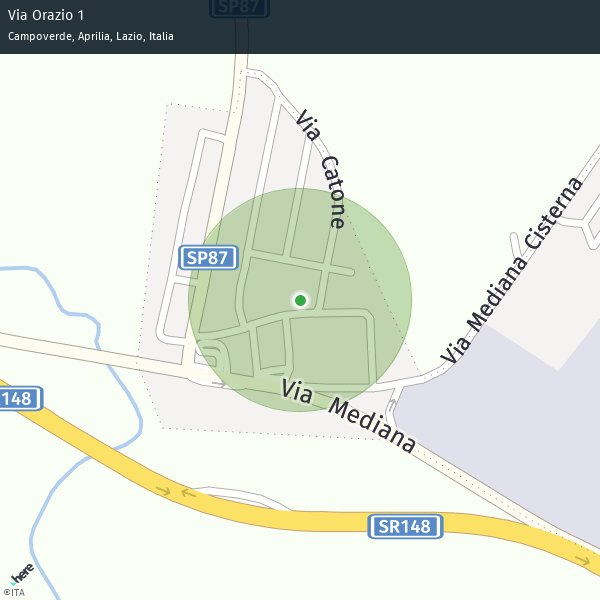 Via Orazio 1
Campoverde, Aprilia, Lazio, Italia
SP87
Via Catone
SP87
Via Mediana Cisterna
148
Via Mediana
SR148
here
©ITA